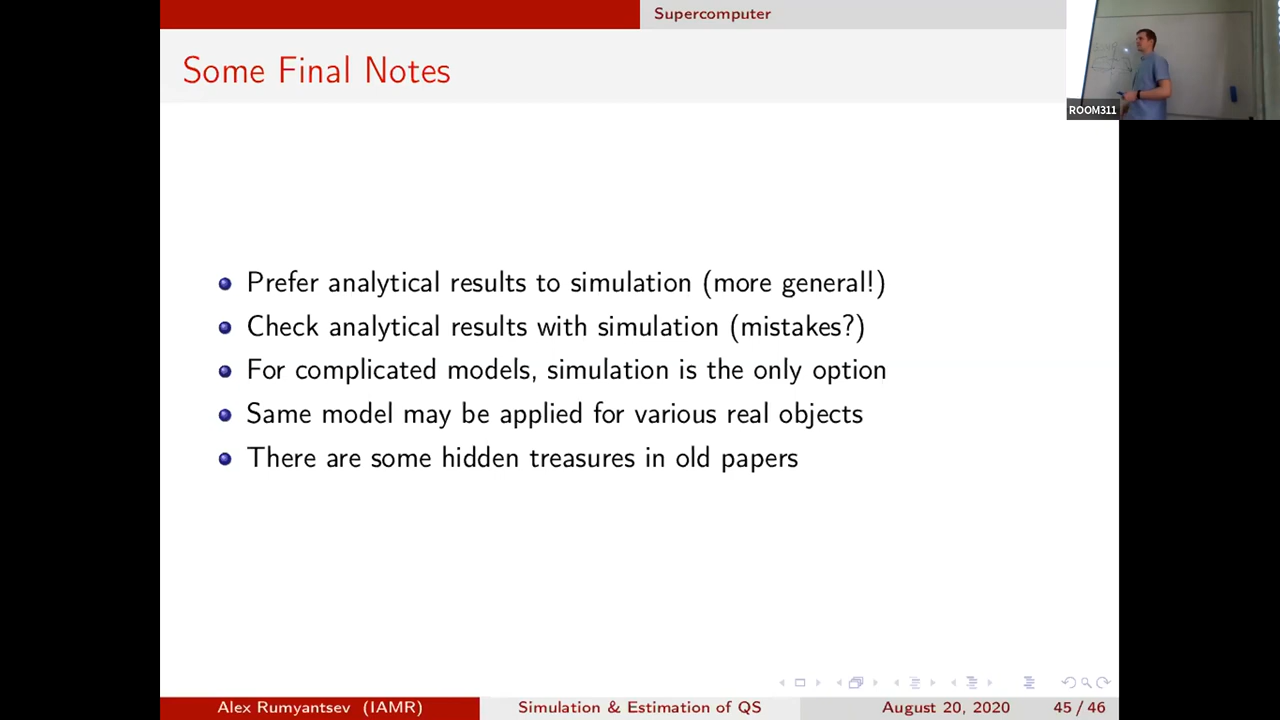 Supercomputer
Some Final Notes
ROOM311
Prefer analytical results to simulation (more general!)
Check analytical results with simulation (mistakes?)
For complicated models, simulation is the only option
Same model may be applied for various real objects
There are some hidden treasures in old papers
Alex Rumyantsev (IAMR)
Simulation & Estimation of QS
August 20, 2020
45 / 46